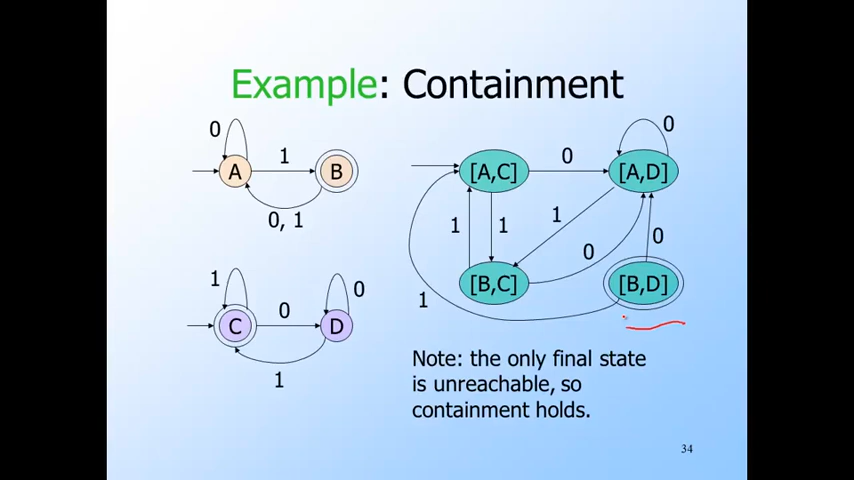 Example: Containment
0
1
A
B
0, 1
1
0
0
C
D
1
0
[A,C]
0
[A,D]
1
1
1
0
0
[B,C]
[B,D]
1
Note: the only final state
is unreachable, so
containment holds.
34